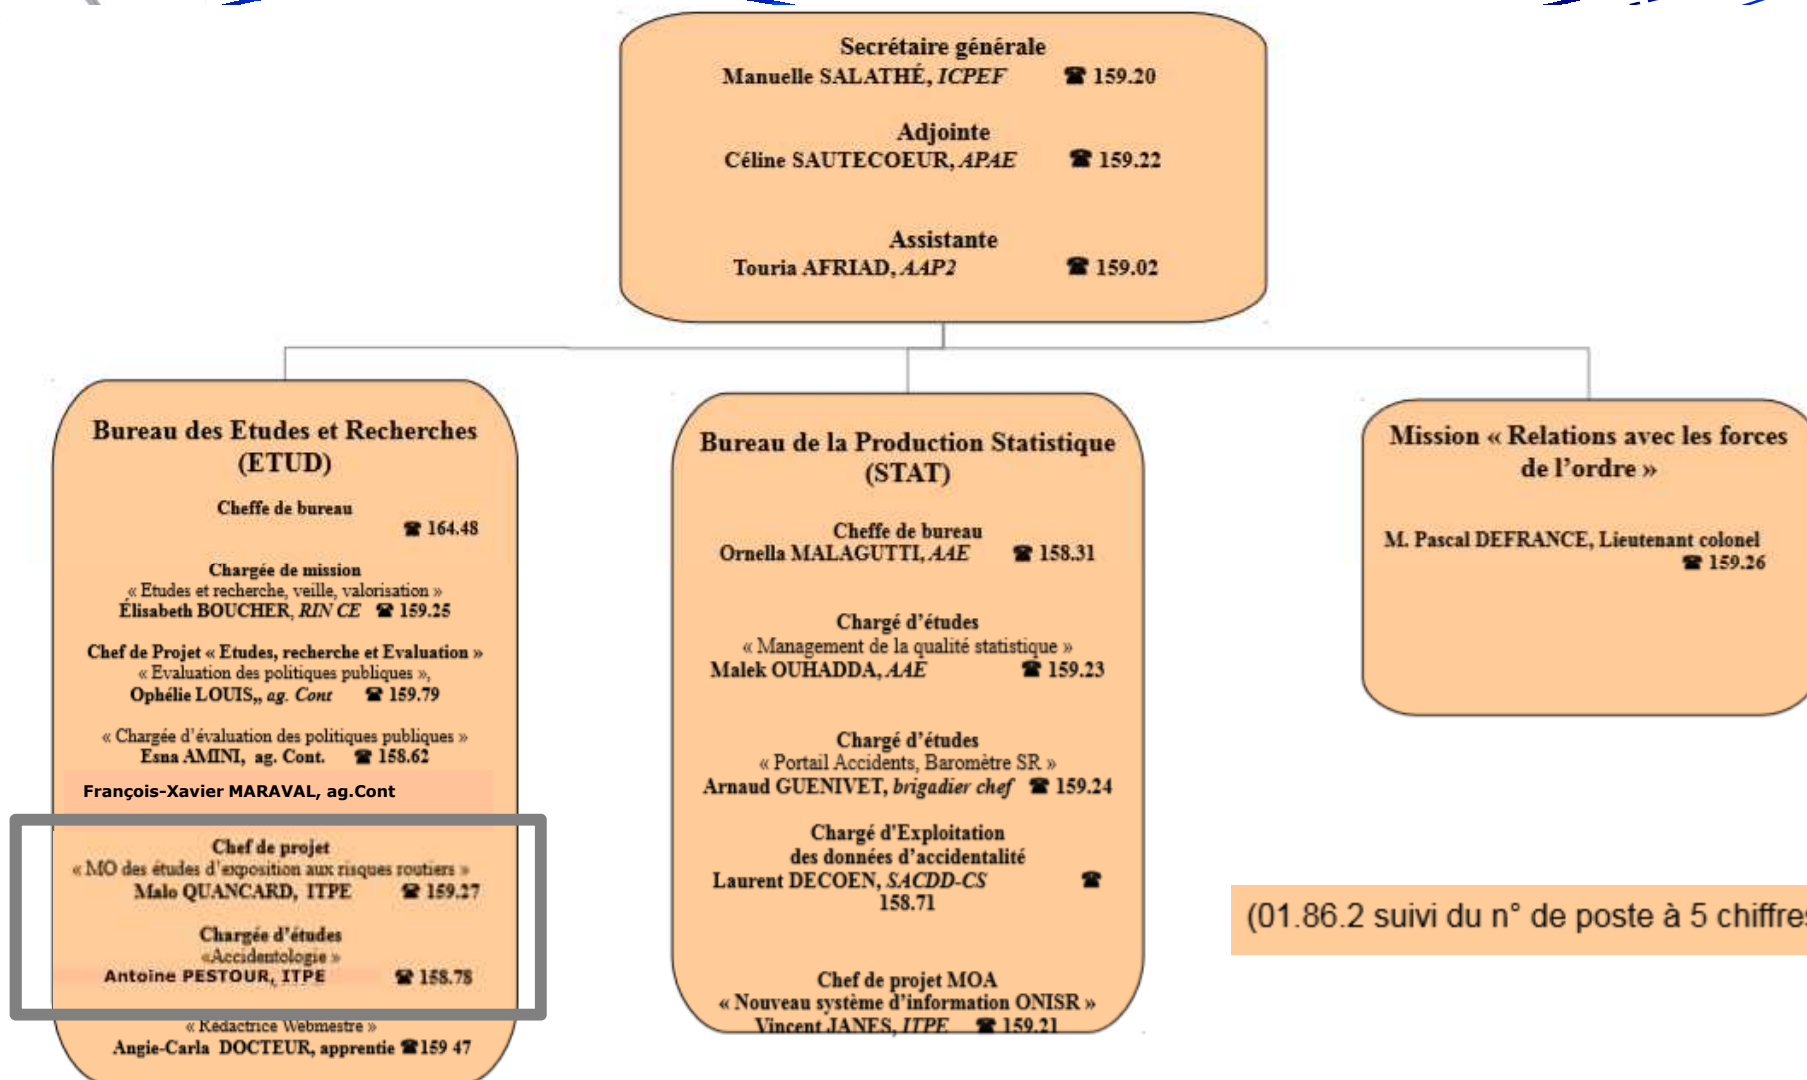 Secrétaire générale
Manuelle SALATHÉ, ICPEF ☎ 159.20
Adjointe
Céline SAUTECOEUR, APAE ☎ 159.22
Assistante
Touria AFRIAD, AAP2 ☎ 159.02
Bureau des Etudes et Recherches
(ETUD)
Cheffe de bureau
☎ 164.48
Chargée de mission
« Etudes et recherche, veille, valorisation »
Élisabeth BOUCHER, RIN CE ☎ 159.25
Chef de Projet « Etudes, recherche et Evaluation »
« Evaluation des politiques publiques »,
Ophélie LOUIS,, ag. Cont ☎ 159.79
« Chargée d’évaluation des politiques publiques »
Esna AMINI, ag. Cont. ☎ 158.62
François-Xavier MARAVAL, ag.Cont
Chef de projet
« MO des études d’exposition aux risques routiers »
Malo QUANCARD, ITPE ☎ 159.27
Chargée d’études
«Accidentologie »
Antoine PESTOUR, ITPE ☎ 158.78
« Rédactrice Webmestre »
Angie-Carla DOCTEUR, apprentie ☎159 47
Bureau de la Production Statistique
(STAT)
Cheffe de bureau
Ornella MALAGUTTI, AAE ☎ 158.31
Chargé d’études
« Management de la qualité statistique »
Malek OUHADDA, AAE ☎ 159.23
Chargé d’études
« Portail Accidents, Baromètre SR »
Arnaud GUENIVET, brigadier chef ☎ 159.24
Chargé d'Exploitation
des données d’accidentalité
Laurent DECOEN, SACDD-CS ☎
158.71
Chef de projet MOA
« Nouveau système d’information ONISR »
Vincent JANES, ITPE ☎ 159.21
Mission « Relations avec les forces
de l’ordre »
M. Pascal DEFRANCE, Lieutenant colonel
☎ 159.26
(01.86.2 suivi du n° de poste à 5 chiffres